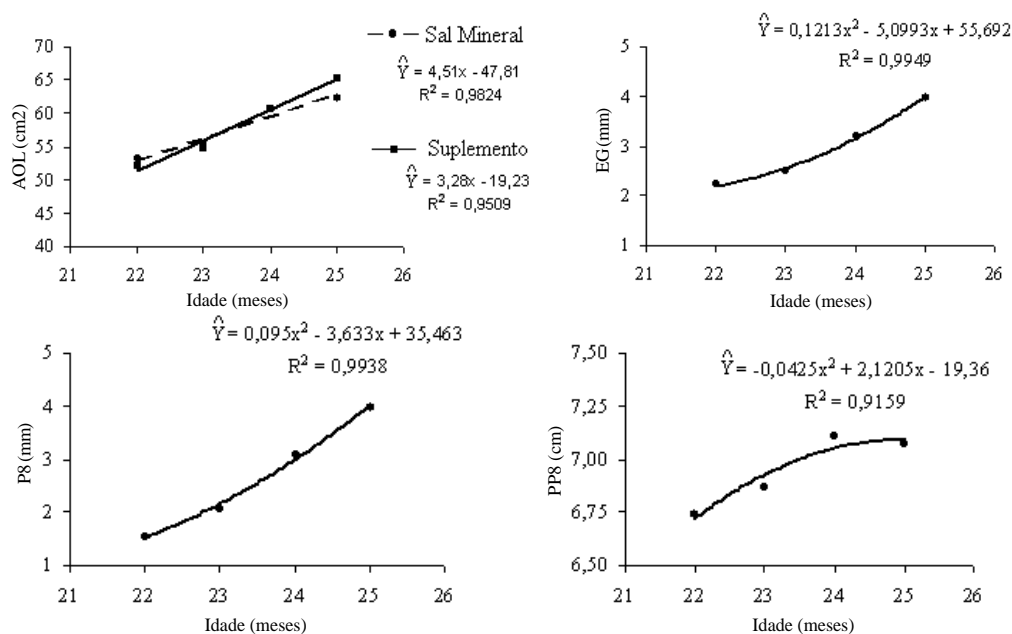 70
65
60
55
50
45
40
AOL (cm2)
21 22 23 24 25 26
Idade (meses)
Sal Mineral
Ŷ = 4,51x - 47,81
R² = 0,9824
Suplemento
Ŷ = 3,28x - 19,23
R² = 0,9509
Ŷ = 0,1213x² - 5,0993x + 55,692
R² = 0,9949
5
4
3
2
1
EG(mm)
21 22 23 24 25 26
Idade (meses)
Ŷ = 0,095x² - 3,633x + 35,463
R² = 0,9938
5
4
3
2
1
P8 (mm)
21 22 23 24 25 26
Idade (meses)
Ŷ = -0,0425x² + 2,1205x - 19,36
R² = 0,9159
7,50
7,25
7,00
6,75
6,50
PP8 (cm)
21 22 23 24 25 26
Idade (meses)